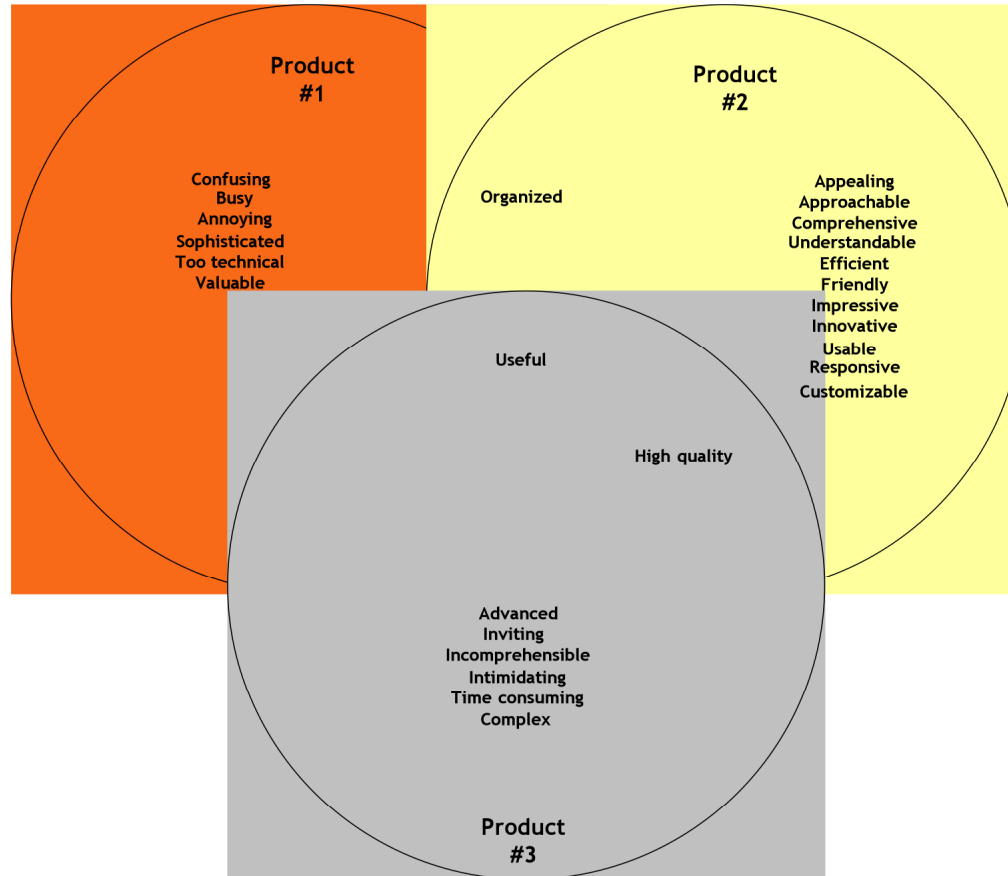 Product
#1
Product
#2
Confusing
Busy
Annoying
Sophisticated
Too technical
Valuable
Organized
Appealing
Approachable
Comprehensive
Understandable
Efficient
Friendly
Impressive
Innovative
Usable
Responsive
Customizable
Useful
High quality
Advanced
Inviting
Incomprehensible
Intimidating
Time consuming
Complex
Product
#3